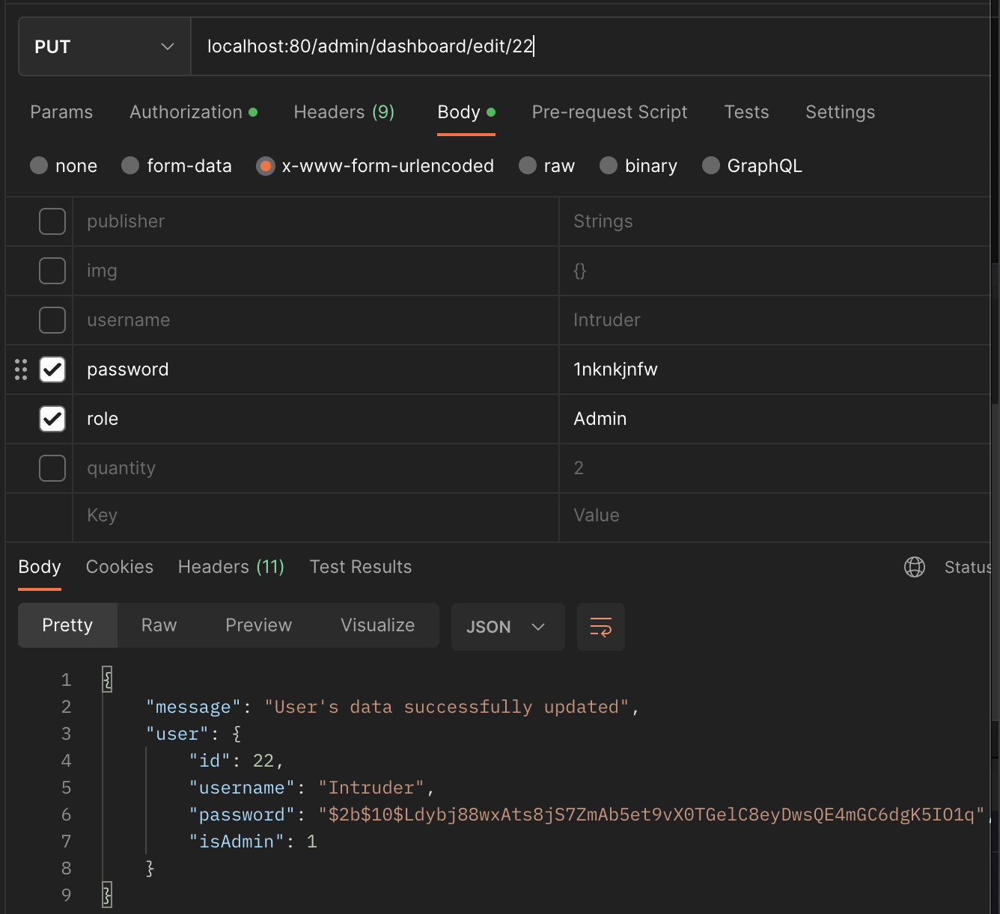 PUT localhost:80/admin/dashboard/edit/22
Params Authorization Headers (9) Body Pre-request Script Tests Settings
none form-data x-www-form-urlencoded raw binary GraphQL
publisher Strings
img {}
username Intruder
password 1nknkjnfw
role Admin
quantity 2
Key Value
Body Cookies Headers (11) Test Results Status
Pretty Raw Preview Visualize JSON
1 {
2 "message": "User's data successfully updated",
3 "user": {
4 "id": 22,
5 "username": "Intruder",
6 "password": "$2b$10$Ldybj88wxAts8jS7ZmAb5et9vX0TGelC8eyDwsQE4mGC6dgK5IO1q",
7 "isAdmin": 1
8 }
9 }